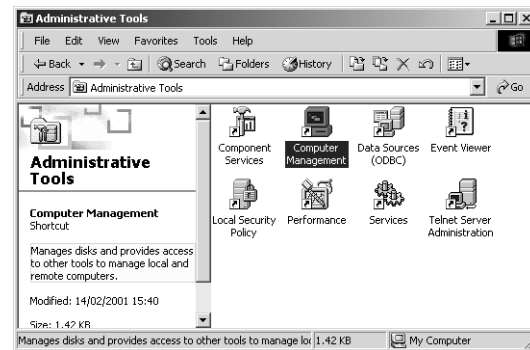 Administrative Tools
File Edit View Favorites Tools Help
Back Search Folders History
Address Administrative Tools Go
Administrative
Tools
Computer Management
Shortcut
Manages disks and provides access
to other tools to manage local and
remote computers.
Modified: 14/02/2001 15:40
Size: 1.42 KB
Component
Services
Computer
Management
Data Sources
(ODBC)
Event Viewer
Local Security
Policy
Performance
Services
Telnet Server
Administration
Manages disks and provides access to other tools to manage loc 1.42 KB My Computer